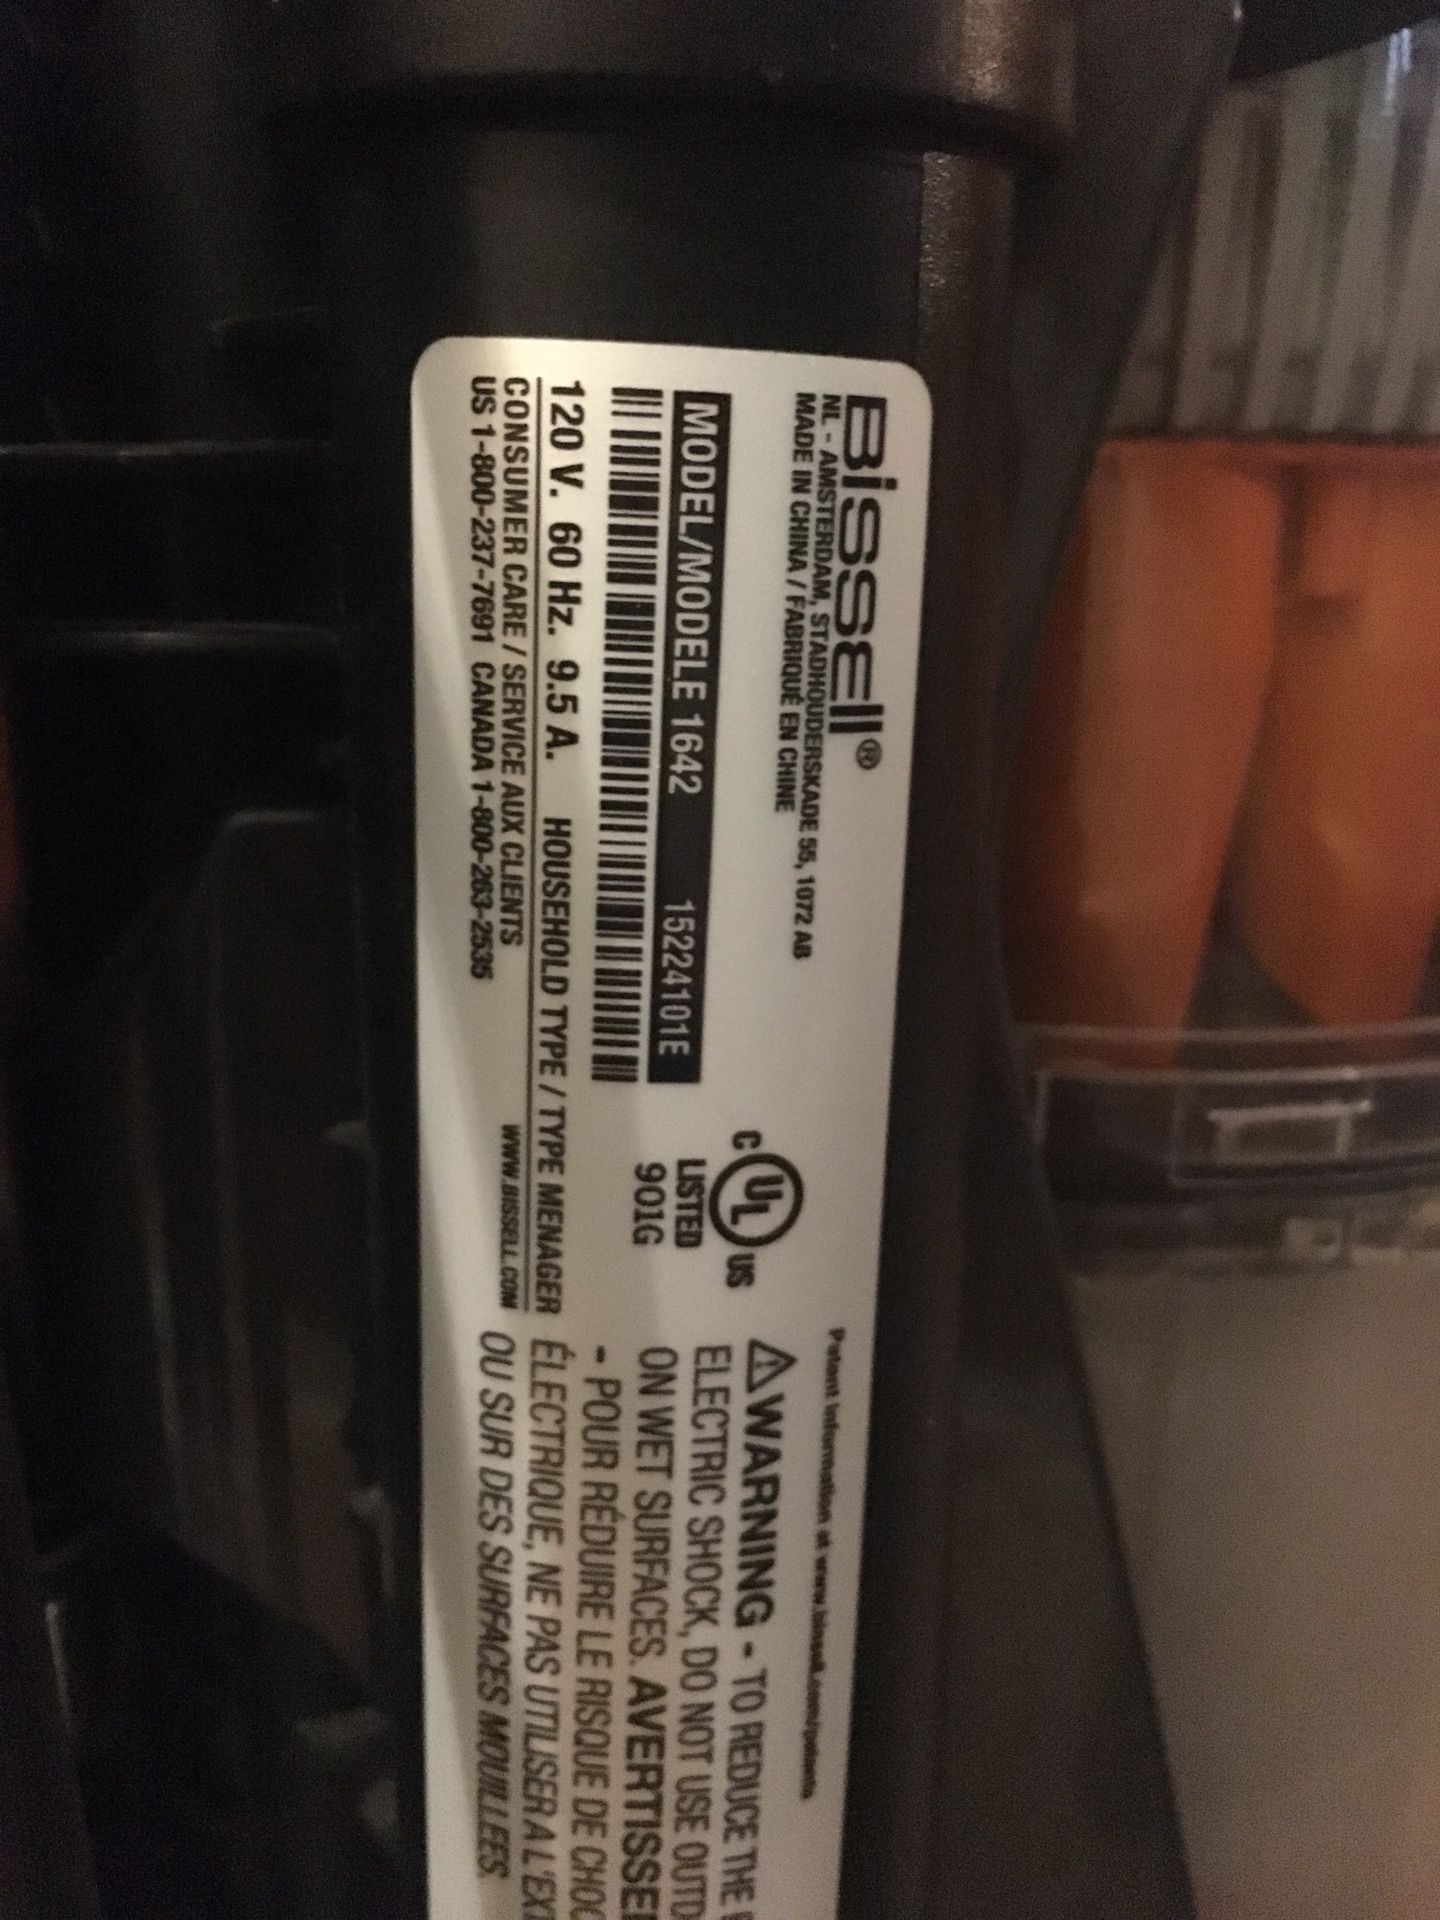 Bissell®
NL - AMSTERDAM, STADHOUDERSKADE 55, 1072 AB
MADE IN CHINA / FABRIQUÉ EN CHINE
MODEL/MODELE 1642 15224101E
120 V. 60 Hz. 9.5 A. HOUSEHOLD TYPE / TYPE MENAGER
CONSUMER CARE / SERVICE AUX CLIENTS
US 1-800-237-7691 CANADA 1-800-263-2535 WWW.BISSELL.COM
C UL US
LISTED
901G
Patent information at www.bissell.com/patents
⚠WARNING - TO REDUCE THE
ELECTRIC SHOCK, DO NOT USE OUTD
ON WET SURFACES. AVERTISSE
- POUR RÉDUIRE LE RISQUE DE CHOC
ÉLECTRIQUE, NE PAS UTILISER A L'EXT
OU SUR DES SURFACES MOUILLEES.